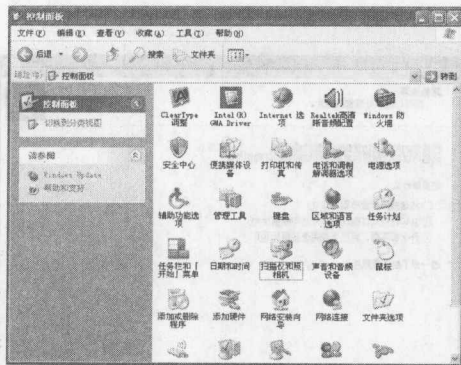 控制面板
文件(F) 编辑(E) 查看(V) 收藏(A) 工具(T) 帮助(H)
后退 搜索 文件夹
地址(D) 控制面板 转到
控制面板
切换到分类视图
请参阅
Windows Update
帮助和支持
ClearType 调整
Intel(R) GMA Driver
Internet 选项
Realtek高清晰音频配置
Windows 防火墙
安全中心
便携媒体设备
打印机和传真
电话和调制解调器选项
电源选项
辅助功能选项
管理工具
键盘
区域和语言选项
任务计划
任务栏和「开始」菜单
日期和时间
扫描仪和照相机
声音和音频设备
鼠标
添加或删除程序
添加硬件
网络安装向导
网络连接
文件夹选项